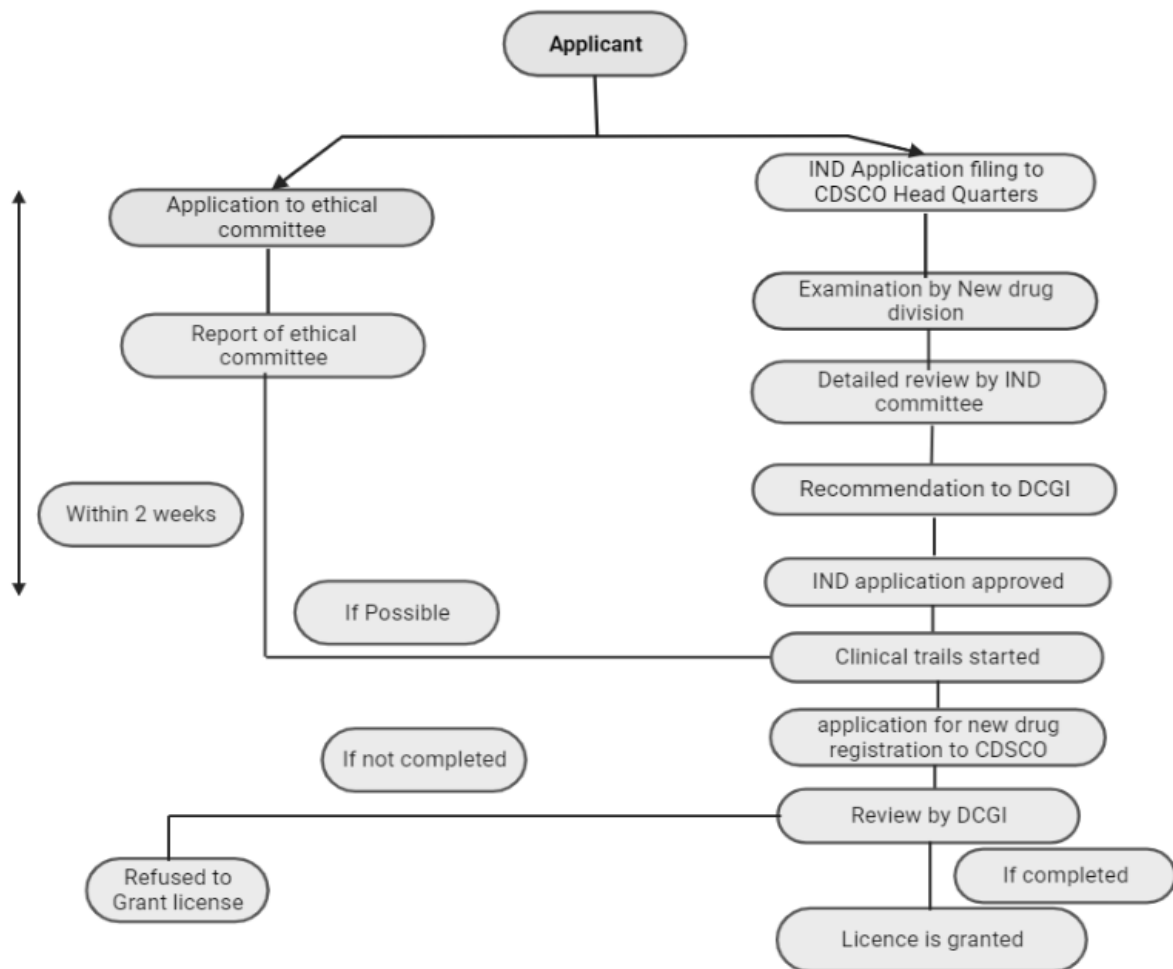 Applicant
Application to ethical
committee
Report of ethical
committee
Within 2 weeks
If Possible
IND Application filing to
CDSCO Head Quarters
Examination by New drug
division
Detailed review by IND
committee
Recommendation to DCGI
IND application approved
Clinical trails started
application for new drug
registration to CDSCO
If not completed
Review by DCGI
Refused to
Grant license
If completed
Licence is granted